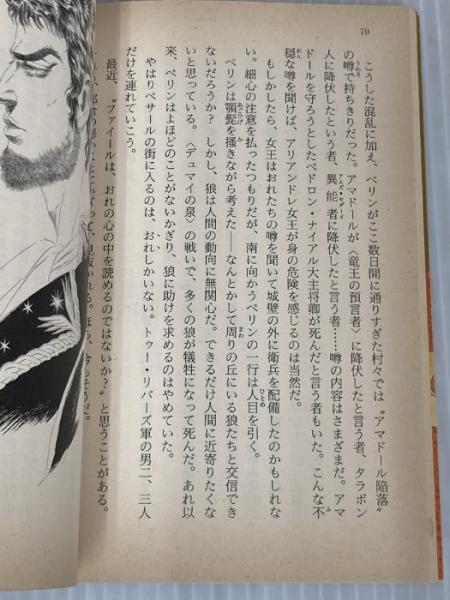 70
こうした混乱に加え、ペリンがここ数日間に通りすぎた村々では〝アマドール陥落〟
の噂で持ちきりだった。アマドールが〈竜王の預言者〉に降伏したと言う者、タラボン
人に降伏したという者、異能者に降伏したと言う者……噂の内容はさまざまだ。アマ
ドールを守ろうとしたペドロン・ナイアル大主将卿が死んだと言う者もいた。こんな不
穏な噂を聞けば、アリアンドレ女王が身の危険を感じるのは当然だ。
もしかしたら、女王はおれたちの噂を聞いて城壁の外に衛兵を配備したのかもしれな
い。細心の注意を払ったつもりだが、南に向かうペリンの一行は人目を引く。
ペリンは顎髭を掻きながら考えた――なんとかして周りの丘にいる狼たちと交信でき
ないだろうか？　しかし、狼は人間の動向に無関心だ。できるだけ人間に近寄りたくな
いと思っている。〈デュマイの泉〉の戦いで、多くの狼が犠牲になって死んだ。あれ以
来、ペリンはよほどのことがないかぎり、狼に助けを求めるのはやめていた。
やはりベサールの街に入るのは、おれしかいない。トゥー・リバーズ軍の男二、三人
だけを連れていこう。
最近、〝ファイールは、おれの心の中を読めるのではないか？〟と思うことがある。
見抜かれる。ほら、今もそうだ。